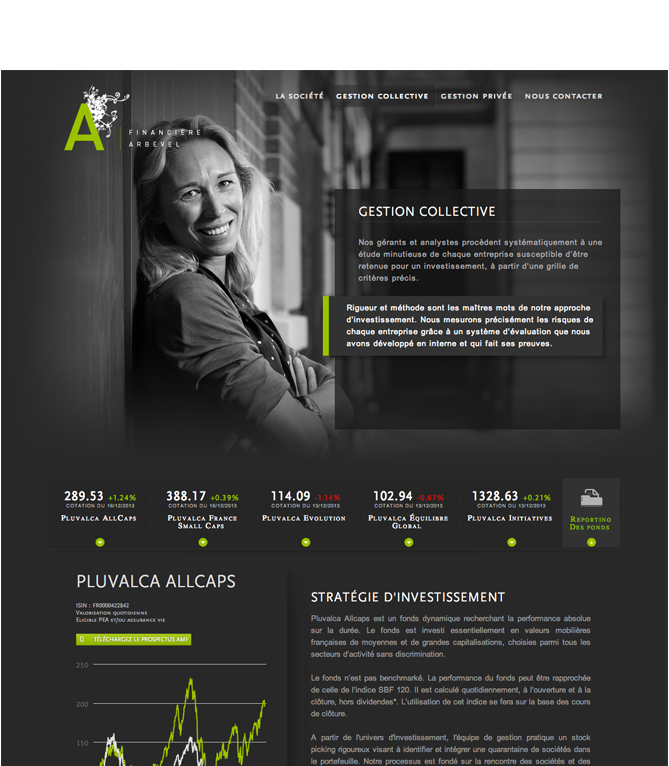 LA SOCIÉTÉ GESTION COLLECTIVE GESTION PRIVÉE NOUS CONTACTER
A
FINANCIÈRE
ARBEVEL
GESTION COLLECTIVE
Nos gérants et analystes procèdent systématiquement à une
étude minutieuse de chaque entreprise susceptible d'être
retenue pour un investissement, à partir d'une grille de
critères précis.
Rigueur et méthode sont les maîtres mots de notre approche
d'investissement. Nous mesurons précisément les risques de
chaque entreprise grâce à un système d'évaluation que nous
avons développé en interne et qui fait ses preuves.
289.53 +1.24%
COTATION DU 16/12/2013
PLUVALCA ALLCAPS
388.17 +0.39%
COTATION DU 16/12/2013
PLUVALCA FRANCE
SMALL CAPS
114.09 -1.14%
COTATION DU 13/12/2013
PLUVALCA EVOLUTION
102.94 -0.67%
COTATION DU 13/12/2013
PLUVALCA ÉQUILIBRE
GLOBAL
1328.63 +0.21%
COTATION DU 13/12/2013
PLUVALCA INITIATIVES
REPORTING
DES FONDS
PLUVALCA ALLCAPS
ISIN : FR0000422842
VALORISATION QUOTIDIENNE
ELIGIBLE PEA ET/OU ASSURANCE VIE
TÉLÉCHARGEZ LE PROSPECTUS AMF
250
200
150
STRATÉGIE D'INVESTISSEMENT
Pluvalca Allcaps est un fonds dynamique recherchant la performance absolue
sur la durée. Le fonds est investi essentiellement en valeurs mobilières
françaises de moyennes et de grandes capitalisations, choisies parmi tous les
secteurs d'activité sans discrimination.
Le fonds n'est pas benchmarké. La performance du fonds peut être rapprochée
de celle de l'indice SBF 120. Il est calculé quotidiennement, à l'ouverture et à la
clôture, hors dividendes*. L'utilisation de cet indice se fera sur la base des cours
de clôture.
A partir de l'univers d'investissement, l'équipe de gestion pratique un stock
picking rigoureux visant à identifier et intégrer une quarantaine de sociétés dans
le portefeuille. Notre processus est fondé sur la rencontre des sociétés et des